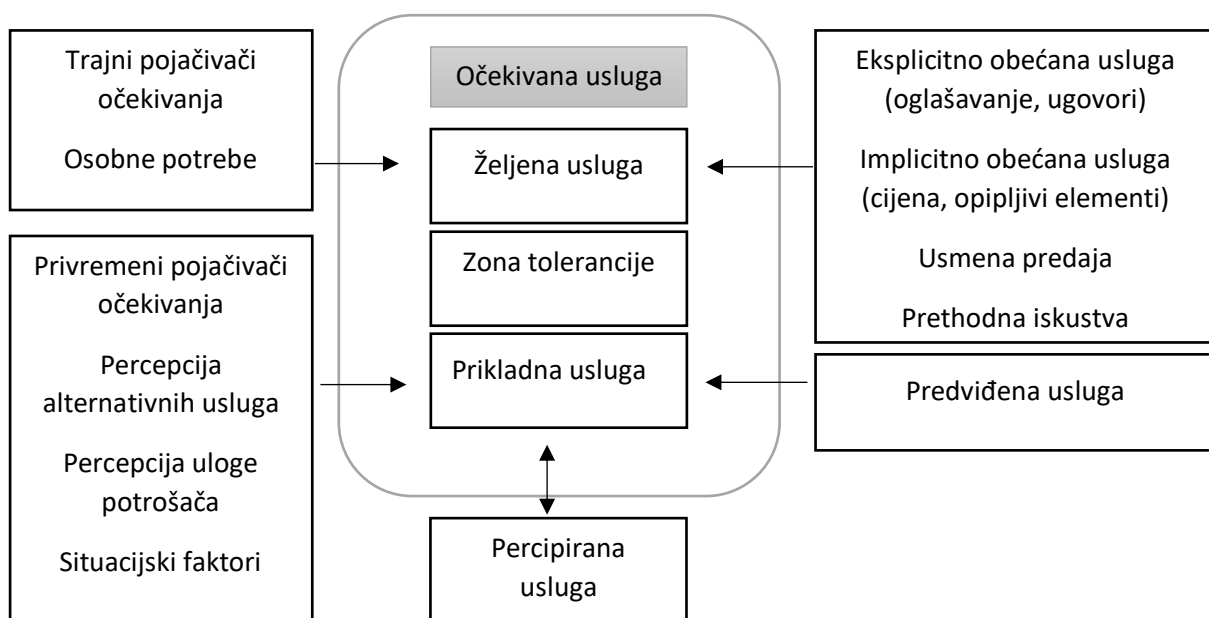 Trajni pojačivači
očekivanja
Osobne potrebe
Privremeni pojačivači
očekivanja
Percepcija
alternativnih usluga
Percepcija uloge
potrošača
Situacijski faktori
Očekivana usluga
Željena usluga
Zona tolerancije
Prikladna usluga
Percipirana
usluga
Eksplicitno obećana usluga
(oglašavanje, ugovori)
Implicitno obećana usluga
(cijena, opipljivi elementi)
Usmena predaja
Prethodna iskustva
Predviđena usluga